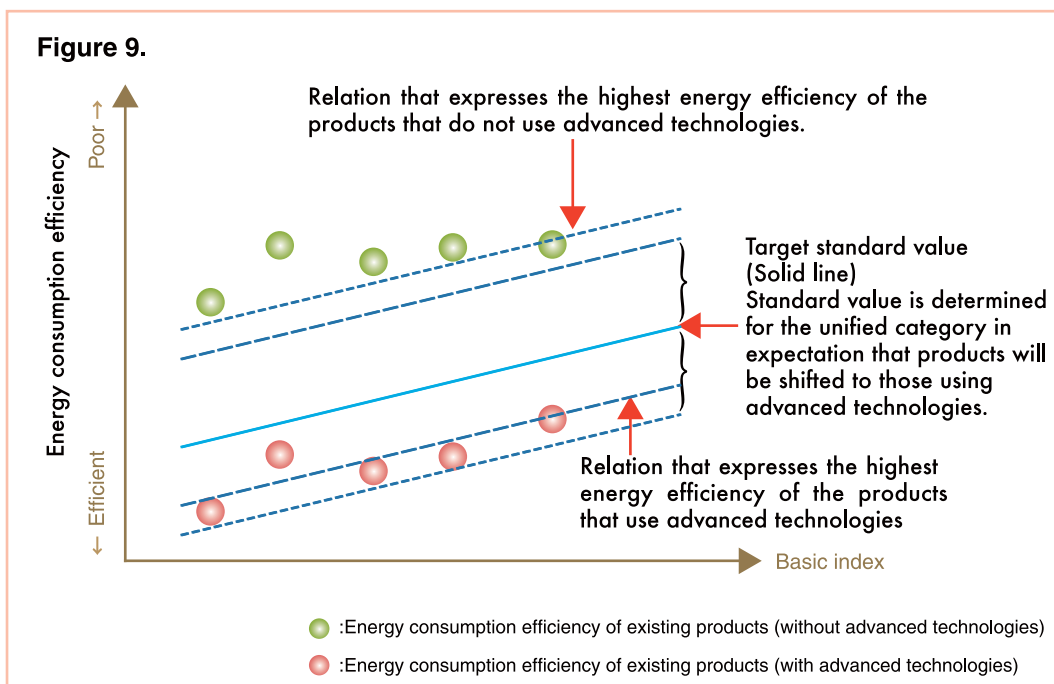 Figure 9.
Poor →
Energy consumption efficiency
← Efficient
Relation that expresses the highest energy efficiency of the
products that do not use advanced technologies.
Target standard value
(Solid line)
Standard value is determined
for the unified category in
expectation that products will
be shifted to those using
advanced technologies.
Relation that expresses the highest
energy efficiency of the products
that use advanced technologies
Basic index
:Energy consumption efficiency of existing products (without advanced technologies)
:Energy consumption efficiency of existing products (with advanced technologies)